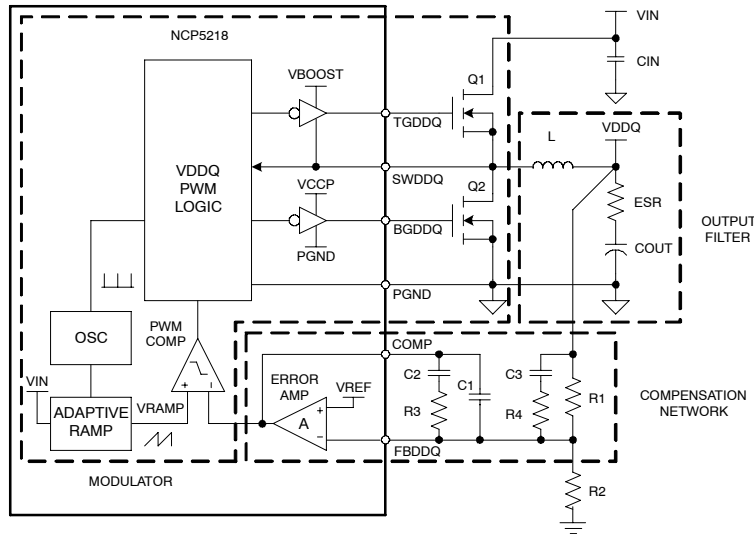 NCP5218
VIN
VBOOST
CIN
Q1
TGDDQ
L
VDDQ
VDDQ
PWM
LOGIC
SWDDQ
VCCP
Q2
ESR
BGDDQ
OUTPUT
FILTER
PGND
COUT
PGND
OSC
PWM
COMP
COMP
VIN
ERROR
AMP
VREF
C2
C1
C3
R1
COMPENSATION
NETWORK
ADAPTIVE
RAMP
VRAMP
+
−
A
+
−
R3
R4
FBDDQ
MODULATOR
R2